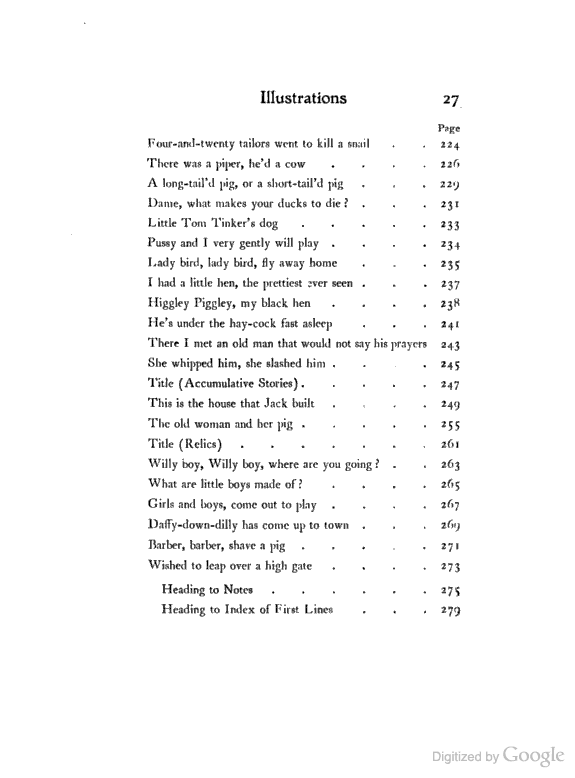 Illustrations 27
Page
Four-and-twenty tailors went to kill a snail . . 224
There was a piper, he'd a cow . . . . 226
A long-tail'd pig, or a short-tail'd pig . . . 229
Dame, what makes your ducks to die? . . . 231
Little Tom Tinker's dog . . . . . 233
Pussy and I very gently will play . . . . 234
Lady bird, lady bird, fly away home . . . 235
I had a little hen, the prettiest ever seen . . . 237
Higgley Piggley, my black hen . . . . 238
He's under the hay-cock fast asleep . . . 241
There I met an old man that would not say his prayers 243
She whipped him, she slashed him . . . . 245
Title (Accumulative Stories) . . . . . 247
This is the house that Jack built . . . . 249
The old woman and her pig . . . . . 255
Title (Relics) . . . . . . . 261
Willy boy, Willy boy, where are you going? . . 263
What are little boys made of? . . . . 265
Girls and boys, come out to play . . . . 267
Daffy-down-dilly has come up to town . . . 269
Barber, barber, shave a pig . . . . . 271
Wished to leap over a high gate . . . . 273
Heading to Notes . . . . . . 275
Heading to Index of First Lines . . . 279
Digitized by Google